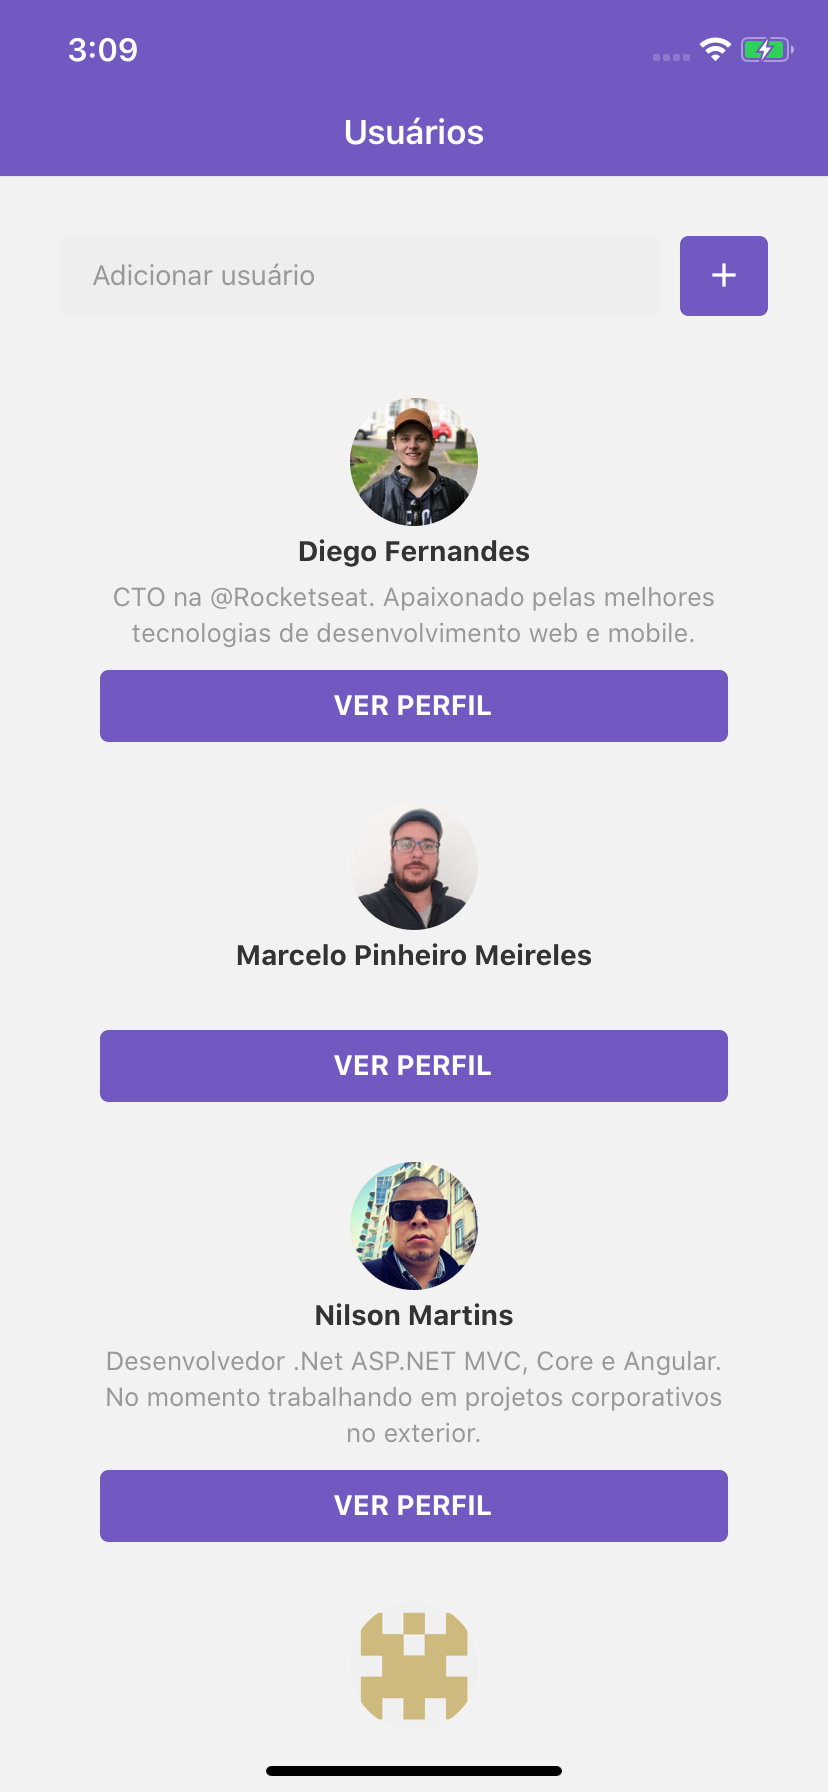 3:09
Usuários
Adicionar usuário
+
Diego Fernandes
CTO na @Rocketseat. Apaixonado pelas melhores
tecnologias de desenvolvimento web e mobile.
VER PERFIL
Marcelo Pinheiro Meireles
VER PERFIL
Nilson Martins
Desenvolvedor .Net ASP.NET MVC, Core e Angular.
No momento trabalhando em projetos corporativos
no exterior.
VER PERFIL